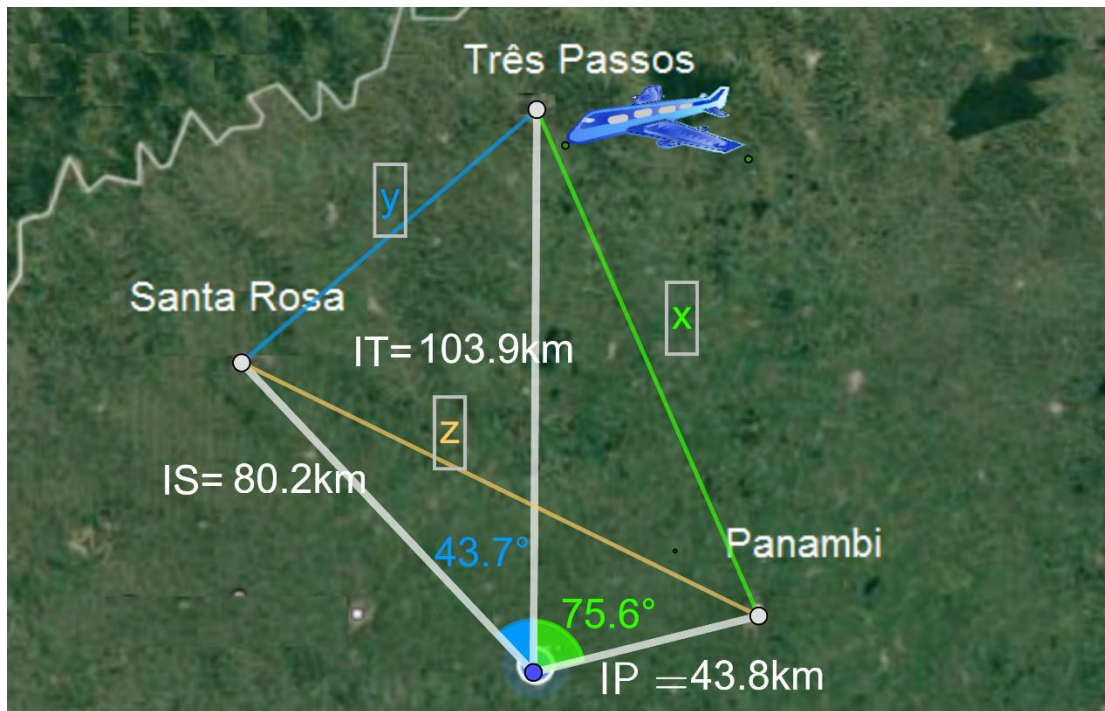 Três Passos
y
Santa Rosa
x
IT= 103.9km
z
IS= 80.2km
43.7°
Panambi
75.6°
IP =43.8km